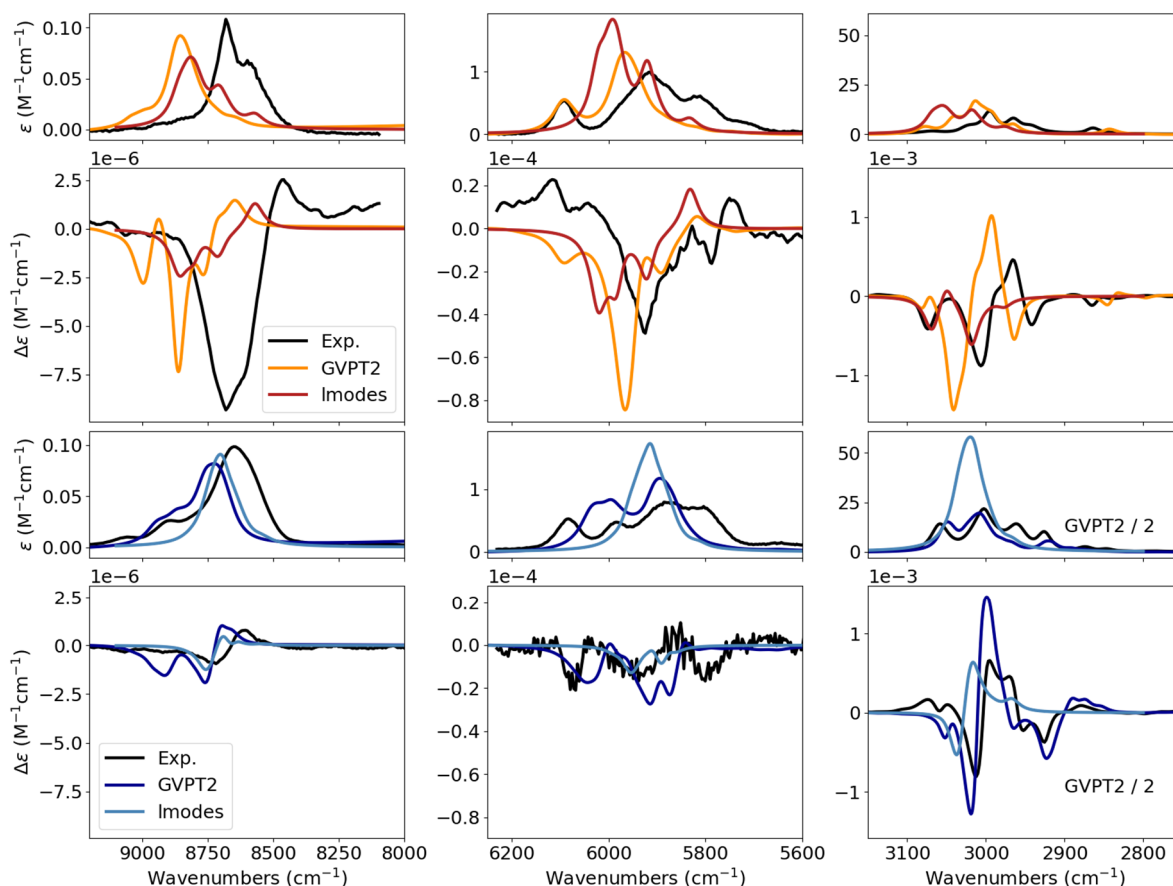 0.10
0.05
0.00
ε (M⁻¹cm⁻¹)
1
0
50
25
0
1e−6
2.5
0.0
−2.5
−5.0
−7.5
Δε (M⁻¹cm⁻¹)
Exp.
GVPT2
lmodes
1e−4
0.2
0.0
−0.2
−0.4
−0.6
−0.8
1e−3
1
0
−1
0.10
0.05
0.00
ε (M⁻¹cm⁻¹)
1
0
50
25
0
GVPT2 / 2
1e−6
2.5
0.0
−2.5
−5.0
−7.5
Δε (M⁻¹cm⁻¹)
Exp.
GVPT2
lmodes
9000 8750 8500 8250 8000
Wavenumbers (cm⁻¹)
1e−4
0.2
0.0
−0.2
−0.4
−0.6
−0.8
6200 6000 5800 5600
Wavenumbers (cm⁻¹)
1e−3
1
0
−1
GVPT2 / 2
3100 3000 2900 2800
Wavenumbers (cm⁻¹)